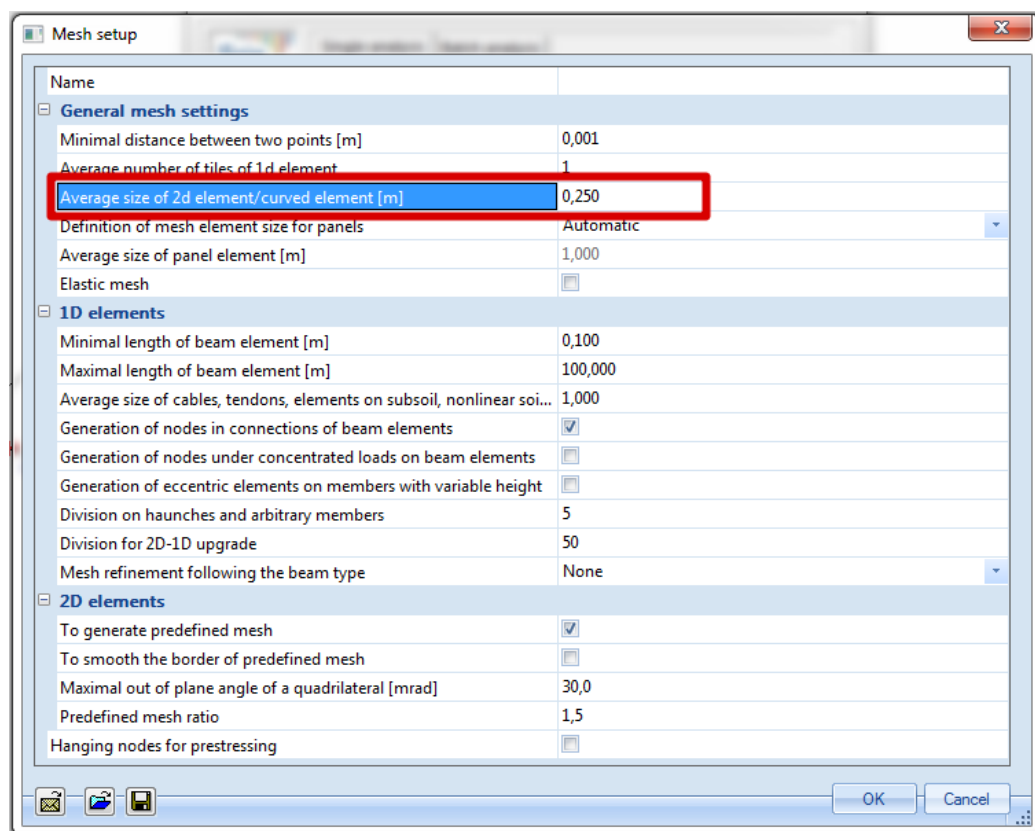 Mesh setup
Name
General mesh settings
Minimal distance between two points [m] 0,001
Average number of tiles of 1d element 1
Average size of 2d element/curved element [m] 0,250
Definition of mesh element size for panels Automatic
Average size of panel element [m] 1,000
Elastic mesh
1D elements
Minimal length of beam element [m] 0,100
Maximal length of beam element [m] 100,000
Average size of cables, tendons, elements on subsoil, nonlinear soi... 1,000
Generation of nodes in connections of beam elements
Generation of nodes under concentrated loads on beam elements
Generation of eccentric elements on members with variable height
Division on haunches and arbitrary members 5
Division for 2D-1D upgrade 50
Mesh refinement following the beam type None
2D elements
To generate predefined mesh
To smooth the border of predefined mesh
Maximal out of plane angle of a quadrilateral [mrad] 30,0
Predefined mesh ratio 1,5
Hanging nodes for prestressing
OK Cancel